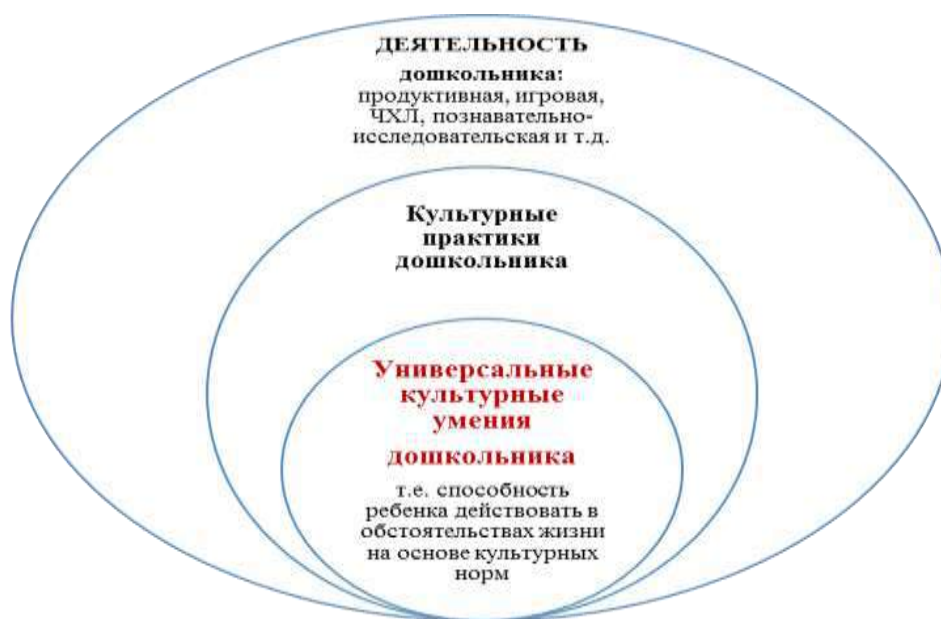 ДЕЯТЕЛЬНОСТЬ
дошкольника:
продуктивная, игровая,
ЧХЛ, познавательно-
исследовательская и т.д.
Культурные
практики
дошкольника
Универсальные
культурные
умения
дошкольника
т.е. способность
ребенка действовать в
обстоятельствах жизни
на основе культурных
норм